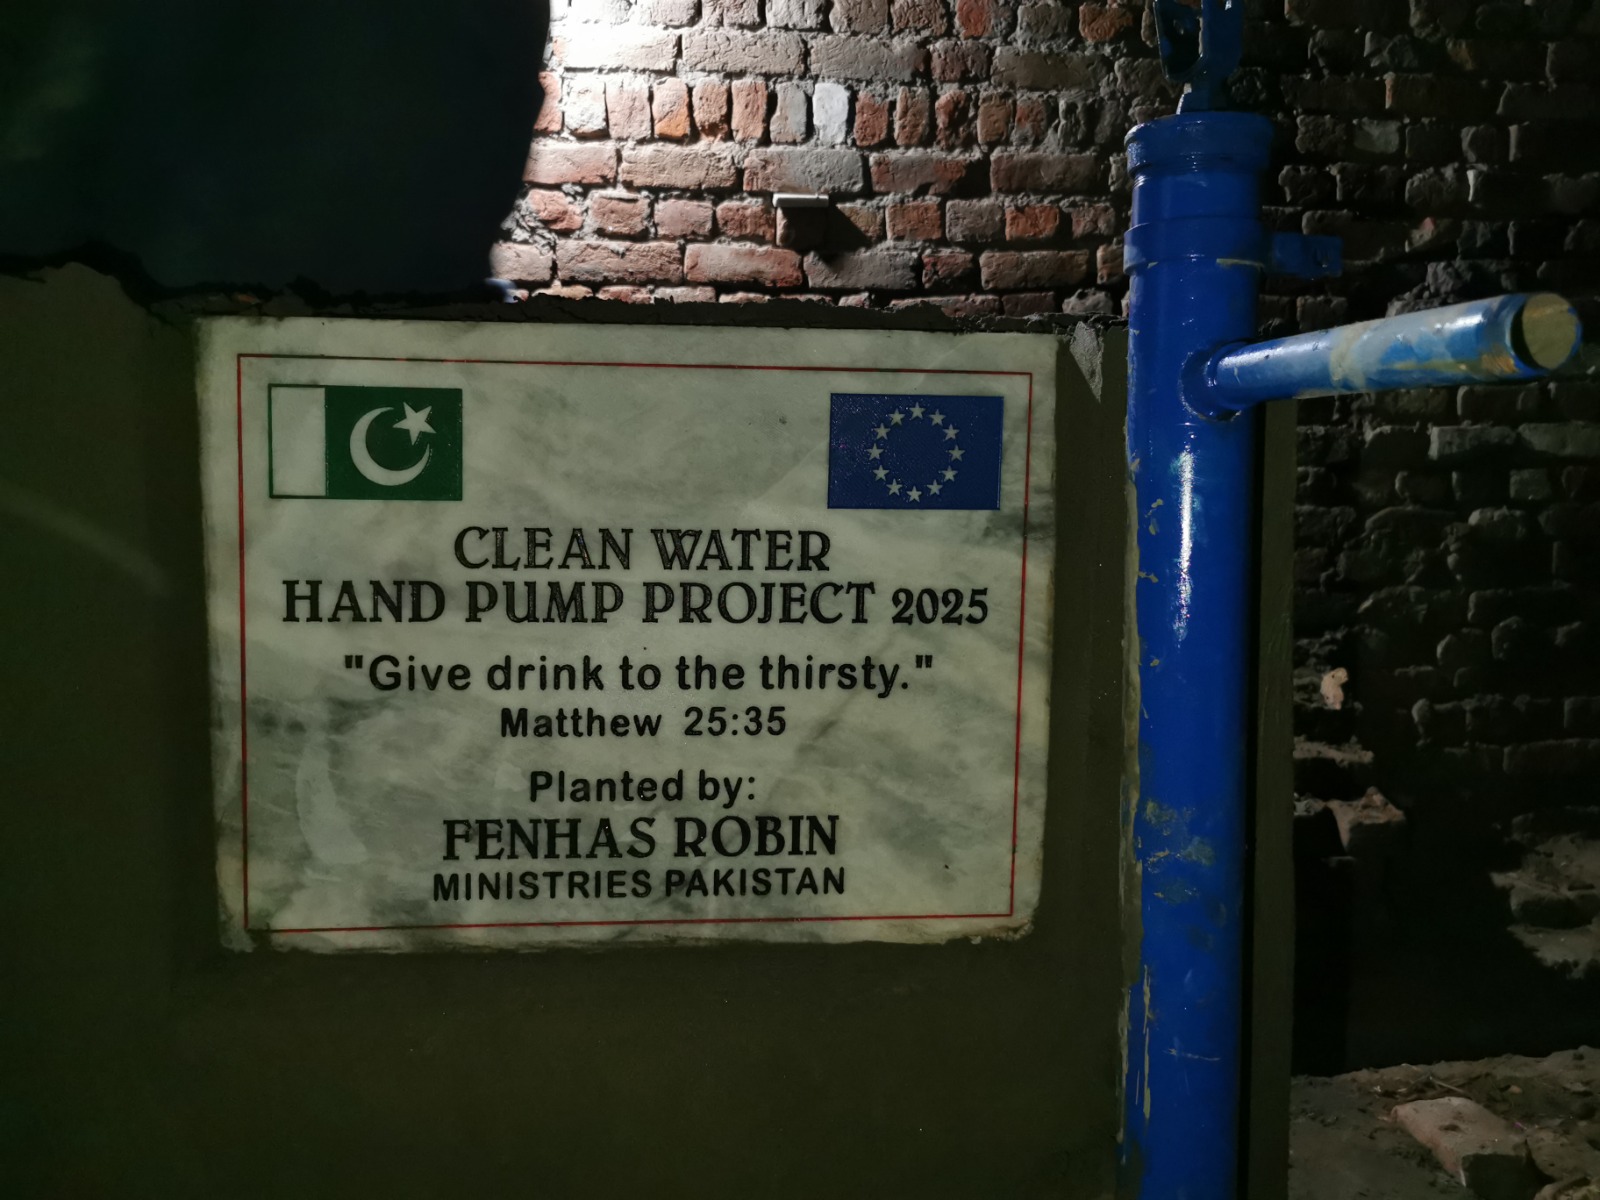 CLEAN WATER
HAND PUMP PROJECT 2025
"Give drink to the thirsty."
Matthew 25:35
Planted by:
FENHAS ROBIN
MINISTRIES PAKISTAN